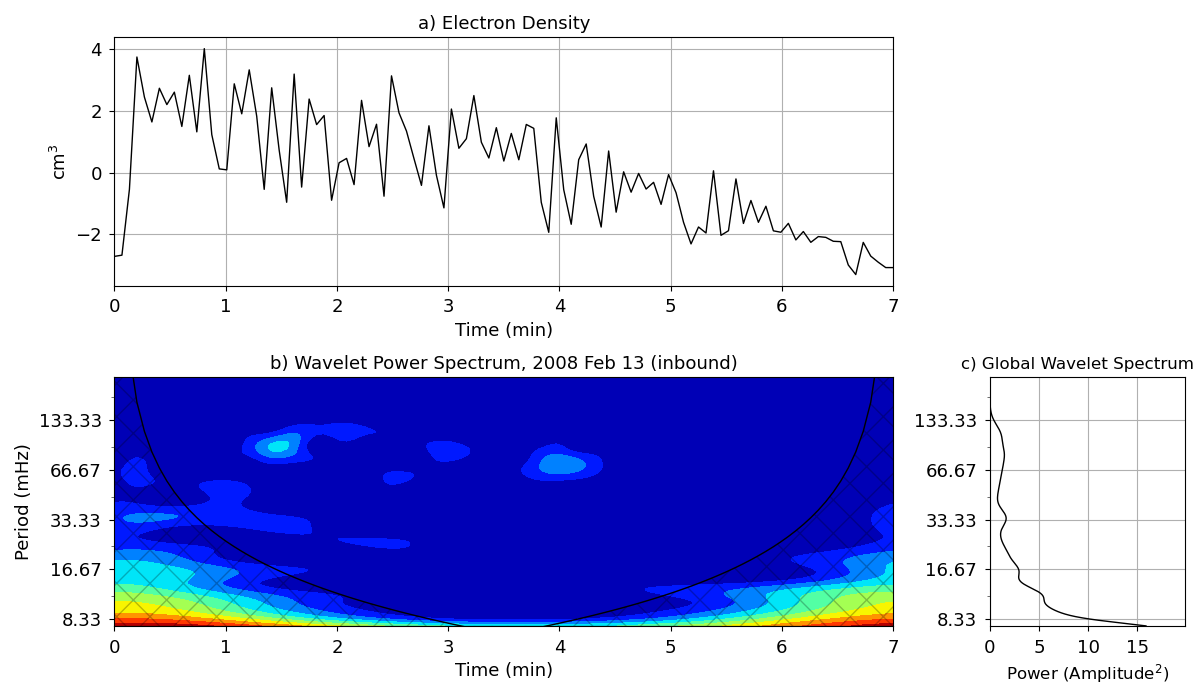 a) Electron Density
4
2
0
−2
cm³
0 1 2 3 4 5 6 7
Time (min)
b) Wavelet Power Spectrum, 2008 Feb 13 (inbound)
133.33
66.67
33.33
16.67
8.33
Period (mHz)
0 1 2 3 4 5 6 7
Time (min)
c) Global Wavelet Spectrum
133.33
66.67
33.33
16.67
8.33
0 5 10 15
Power (Amplitude²)